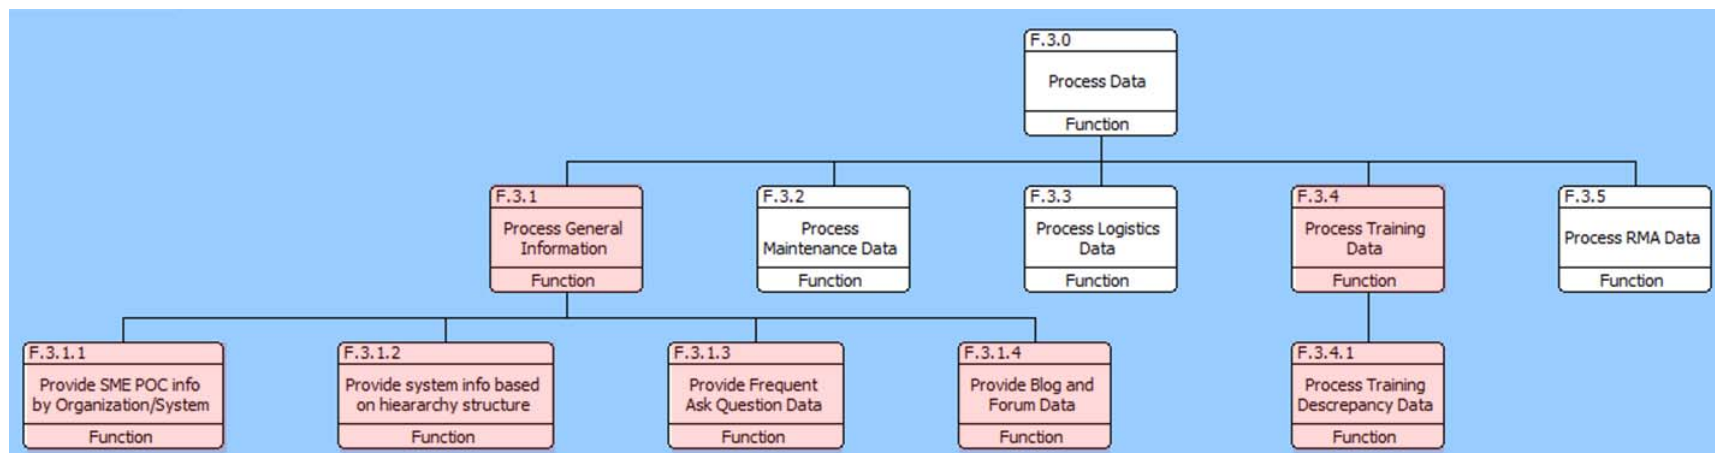 F.3.0
Process Data
Function
F.3.1
Process General
Information
Function
F.3.2
Process
Maintenance Data
Function
F.3.3
Process Logistics
Data
Function
F.3.4
Process Training
Data
Function
F.3.5
Process RMA Data
Function
F.3.1.1
Provide SME POC info
by Organization/System
Function
F.3.1.2
Provide system info based
on hieararchy structure
Function
F.3.1.3
Provide Frequent
Ask Question Data
Function
F.3.1.4
Provide Blog and
Forum Data
Function
F.3.4.1
Process Training
Descrepancy Data
Function